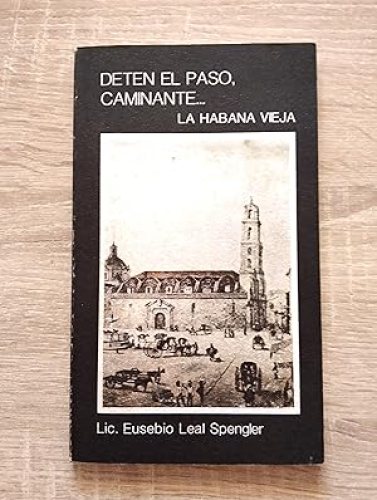 DETEN EL PASO,
CAMINANTE...
LA HABANA VIEJA
Lic. Eusebio Leal Spengler